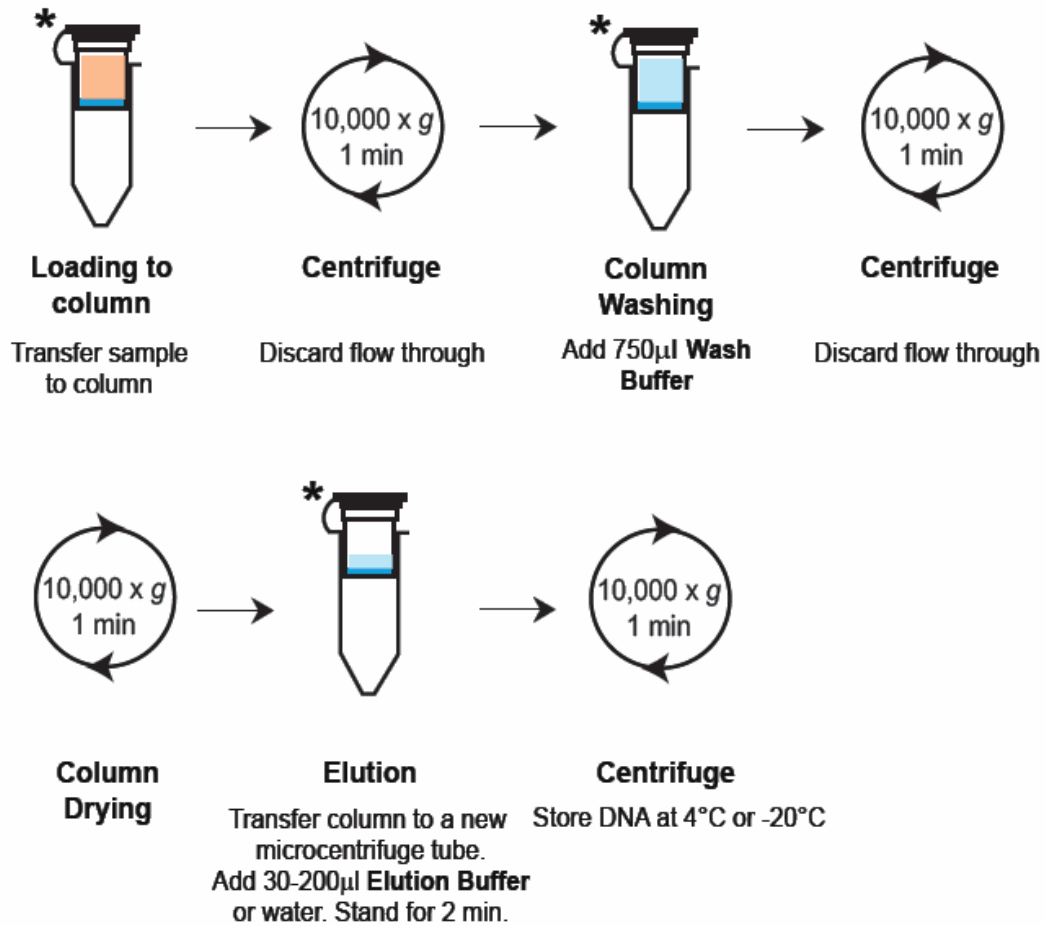 *
10,000 x g
1 min
*
10,000 x g
1 min
Loading to
column
Transfer sample
to column
Centrifuge
Discard flow through
Column
Washing
Add 750µl Wash
Buffer
Centrifuge
Discard flow through
10,000 x g
1 min
*
10,000 x g
1 min
Column
Drying
Elution
Transfer column to a new
microcentrifuge tube.
Add 30-200µl Elution Buffer
or water. Stand for 2 min.
Centrifuge
Store DNA at 4°C or -20°C